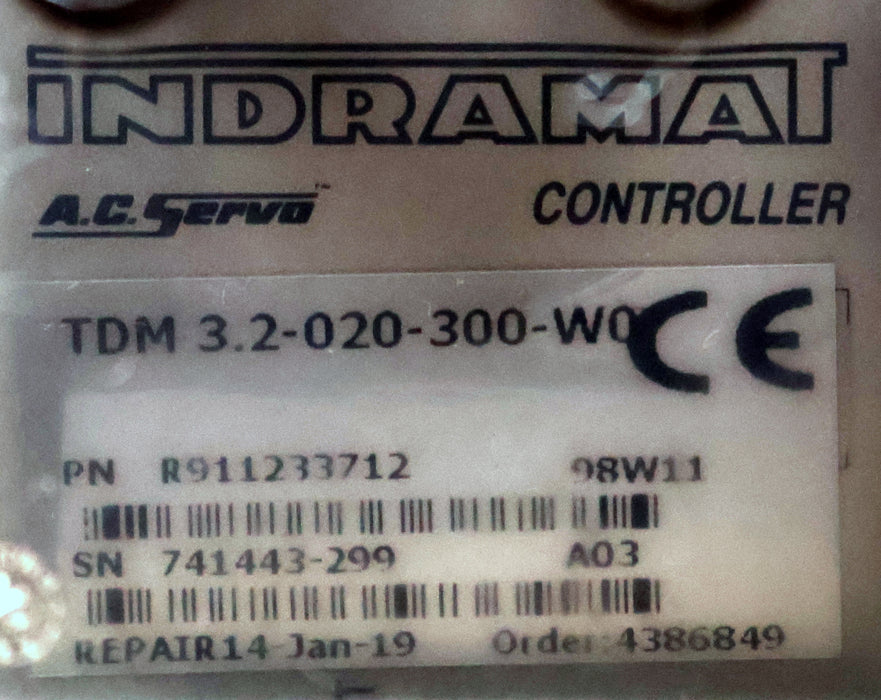 INDRAMAT
A.C. Servo™ CONTROLLER
TDM 3.2-020-300-W0 CE
PN R911233712 98W11
SN 741443-299 A03
REPAIR14-Jan-19 Order:4386849